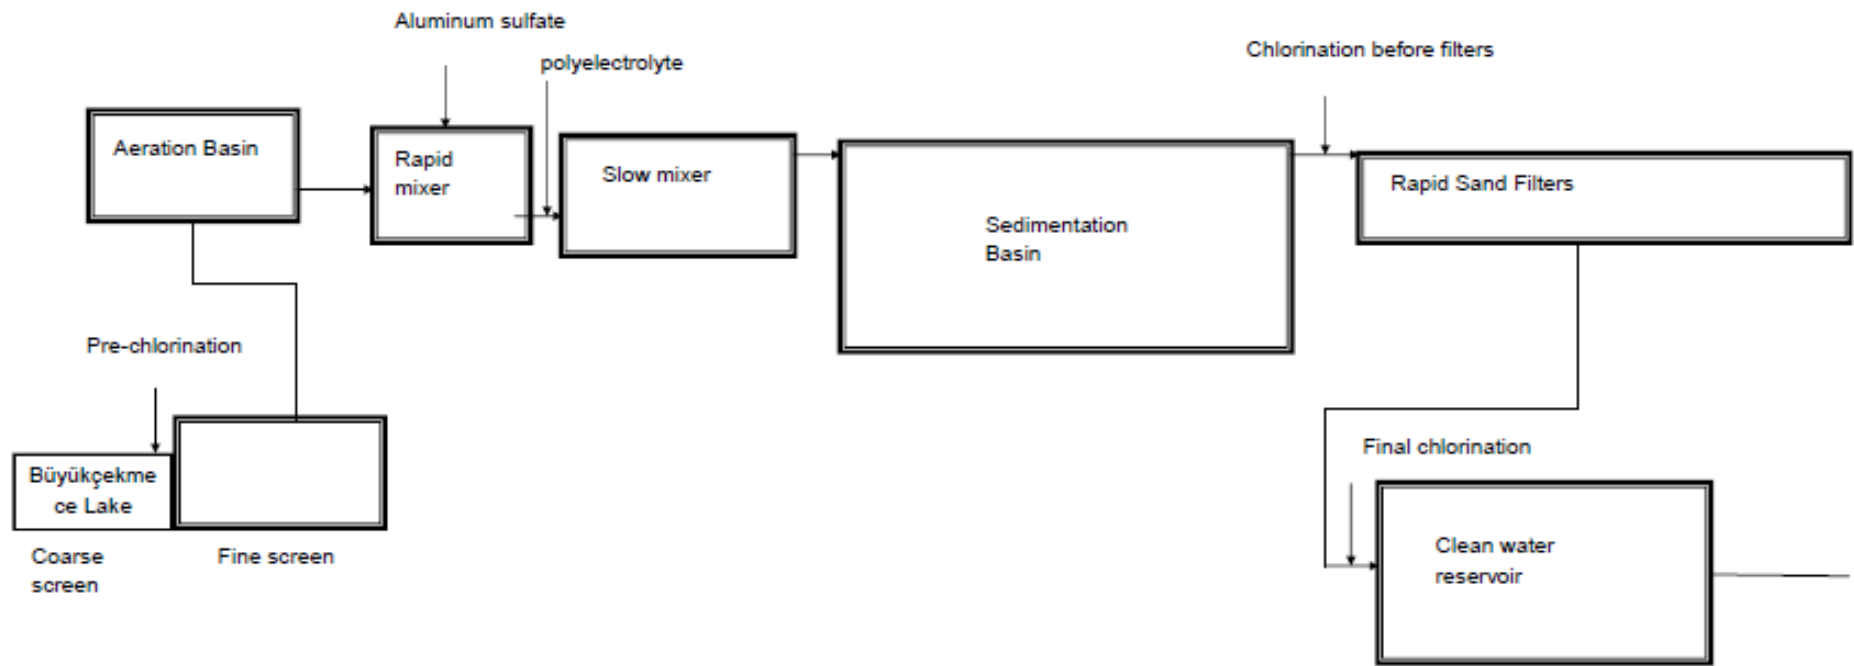 Aluminum sulfate
polyelectrolyte
Chlorination before filters
Aeration Basin
Rapid
mixer
Slow mixer
Rapid Sand Filters
Sedimentation
Basin
Pre-chlorination
Büyükçekme
ce Lake
Coarse
screen
Fine screen
Final chlorination
Clean water
reservoir